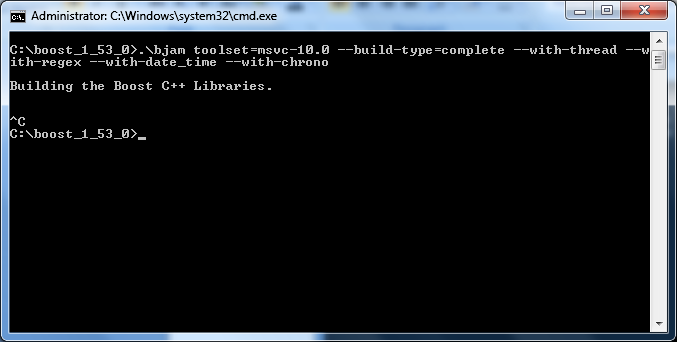 Administrator: C:\Windows\system32\cmd.exe
C:\boost_1_53_0>.\bjam toolset=msvc-10.0 --build-type=complete --with-thread --w
ith-regex --with-date_time --with-chrono
Building the Boost C++ Libraries.
^C
C:\boost_1_53_0>_